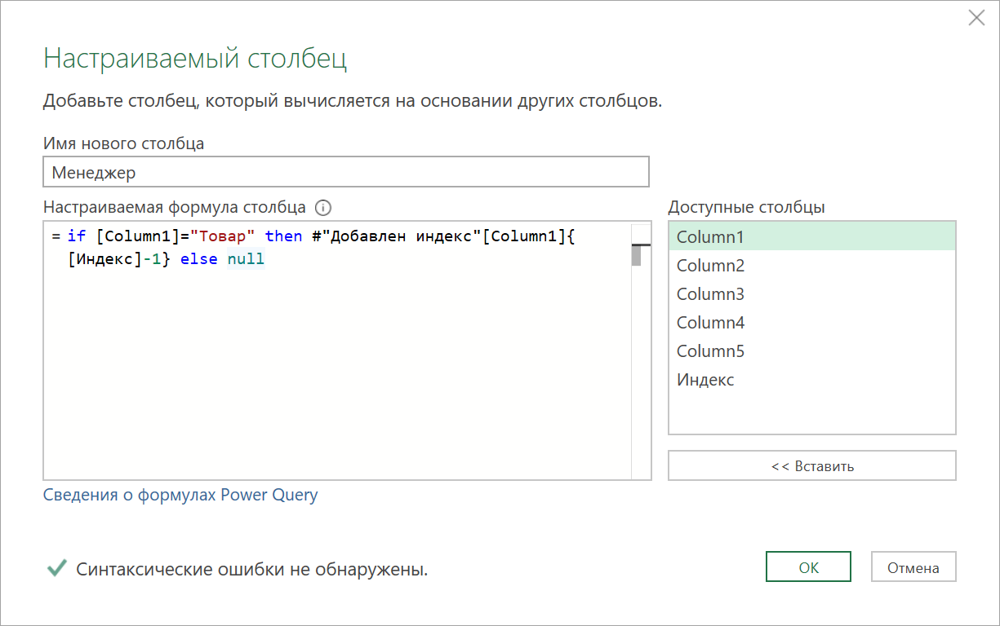 Настраиваемый столбец
Добавьте столбец, который вычисляется на основании других столбцов.
Имя нового столбца
Менеджер
Настраиваемая формула столбца
= if [Column1]="Товар" then #"Добавлен индекс"[Column1]{
[Индекс]-1} else null
Доступные столбцы
Column1
Column2
Column3
Column4
Column5
Индекс
<< Вставить
Сведения о формулах Power Query
Синтаксические ошибки не обнаружены.
ОК
Отмена